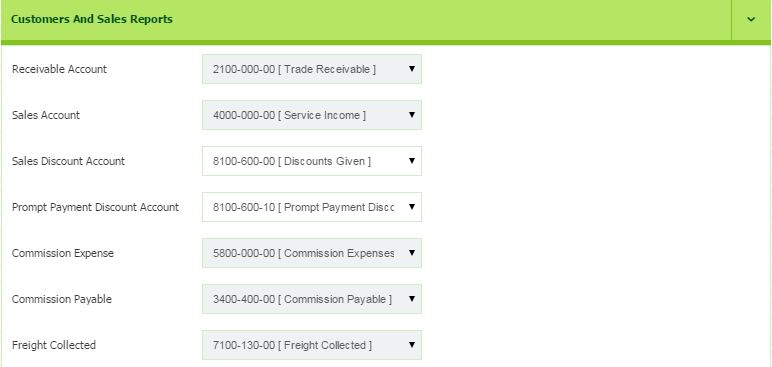 Customers And Sales Reports
Receivable Account 2100-000-00 [ Trade Receivable ]
Sales Account 4000-000-00 [ Service Income ]
Sales Discount Account 8100-600-00 [ Discounts Given ]
Prompt Payment Discount Account 8100-600-10 [ Prompt Payment Disc
Commission Expense 5800-000-00 [ Commission Expenses
Commission Payable 3400-400-00 [ Commission Payable ]
Freight Collected 7100-130-00 [ Freight Collected ]